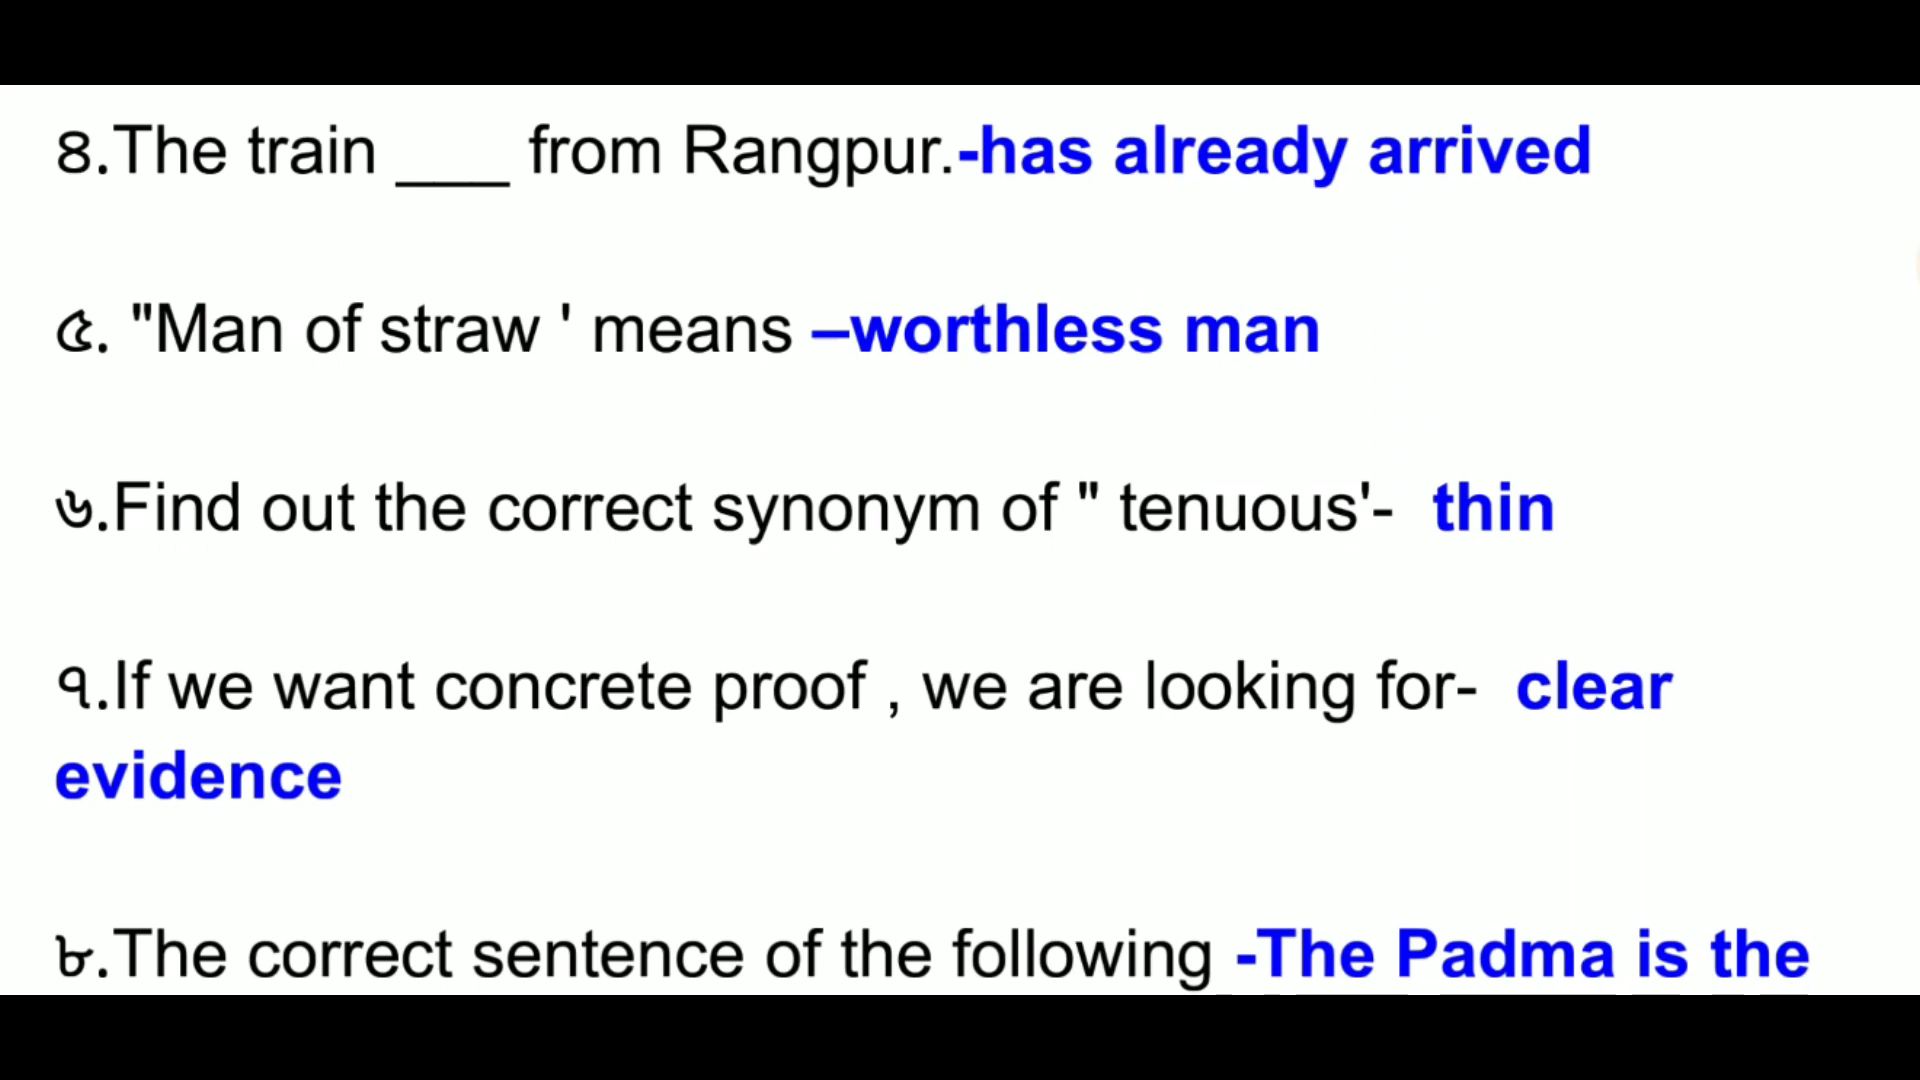 ৪.The train ___ from Rangpur.-has already arrived
৫. "Man of straw ' means –worthless man
৬.Find out the correct synonym of " tenuous'- thin
৭.If we want concrete proof , we are looking for- clear
evidence
৮.The correct sentence of the following -The Padma is the